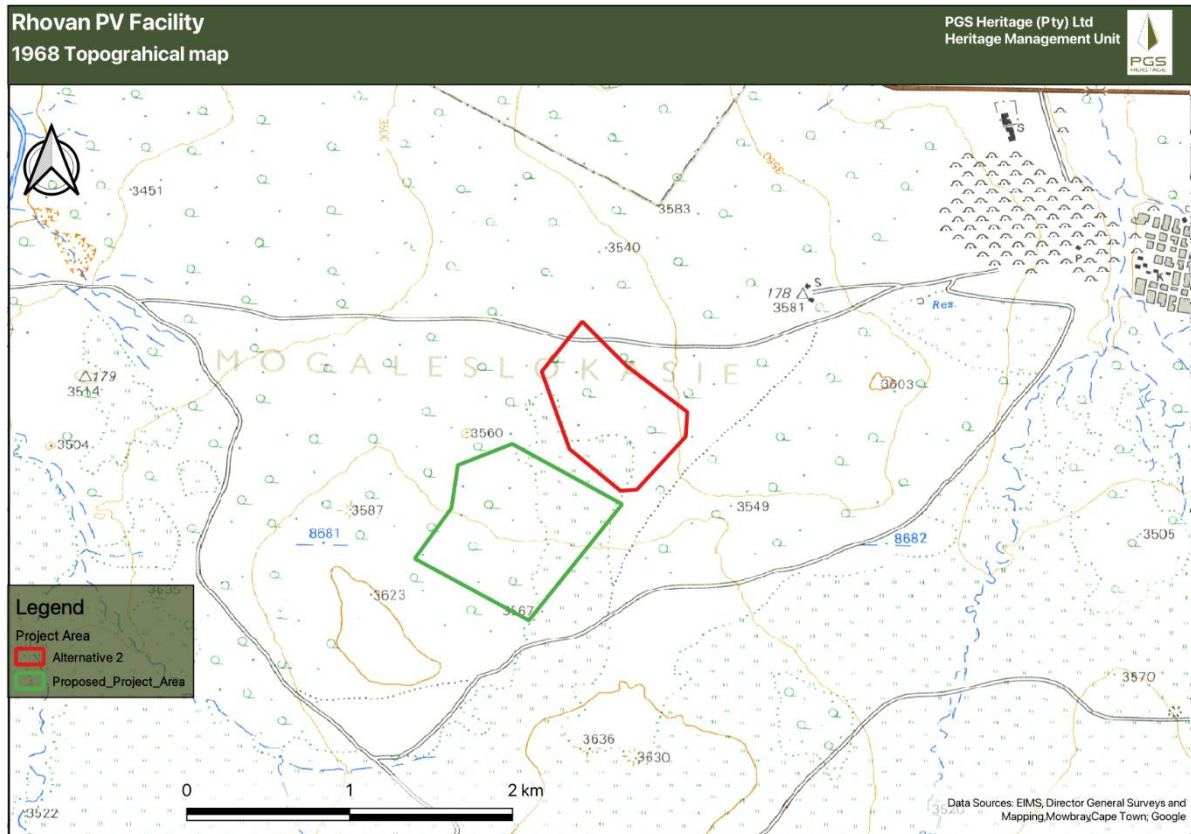 Rhovan PV Facility
1968 Topograhical map
PGS Heritage (Pty) Ltd
Heritage Management Unit
PGS
HERITAGE
3500
3550
S
3451
3583
3540
P
K
178
S
3581
Res.
MOGALESLOKASIE
179
3514
3603
3504
3560
3587
3549
8681
8682
3505
3623
3567
Legend
Project Area
Alternative 2
Proposed_Project_Area
3570
3636
3630
0 1 2 km
3522
Data Sources: EIMS, Director General Surveys and
Mapping,Mowbray,Cape Town; Google